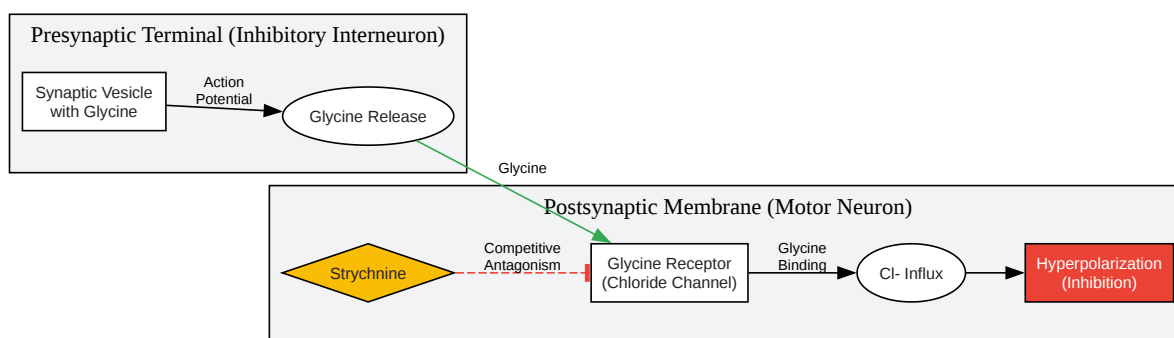 Presynaptic Terminal (Inhibitory Interneuron)
Synaptic Vesicle
with Glycine
Action
Potential
Glycine Release
Glycine
Postsynaptic Membrane (Motor Neuron)
Strychnine
Competitive
Antagonism
Glycine Receptor
(Chloride Channel)
Glycine
Binding
Cl- Influx
Hyperpolarization
(Inhibition)